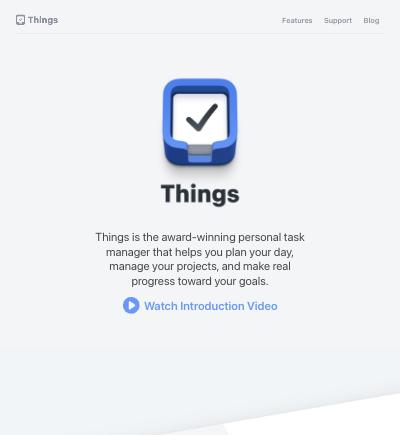 Things
Features Support Blog
Things
Things is the award-winning personal task
manager that helps you plan your day,
manage your projects, and make real
progress toward your goals.
Watch Introduction Video